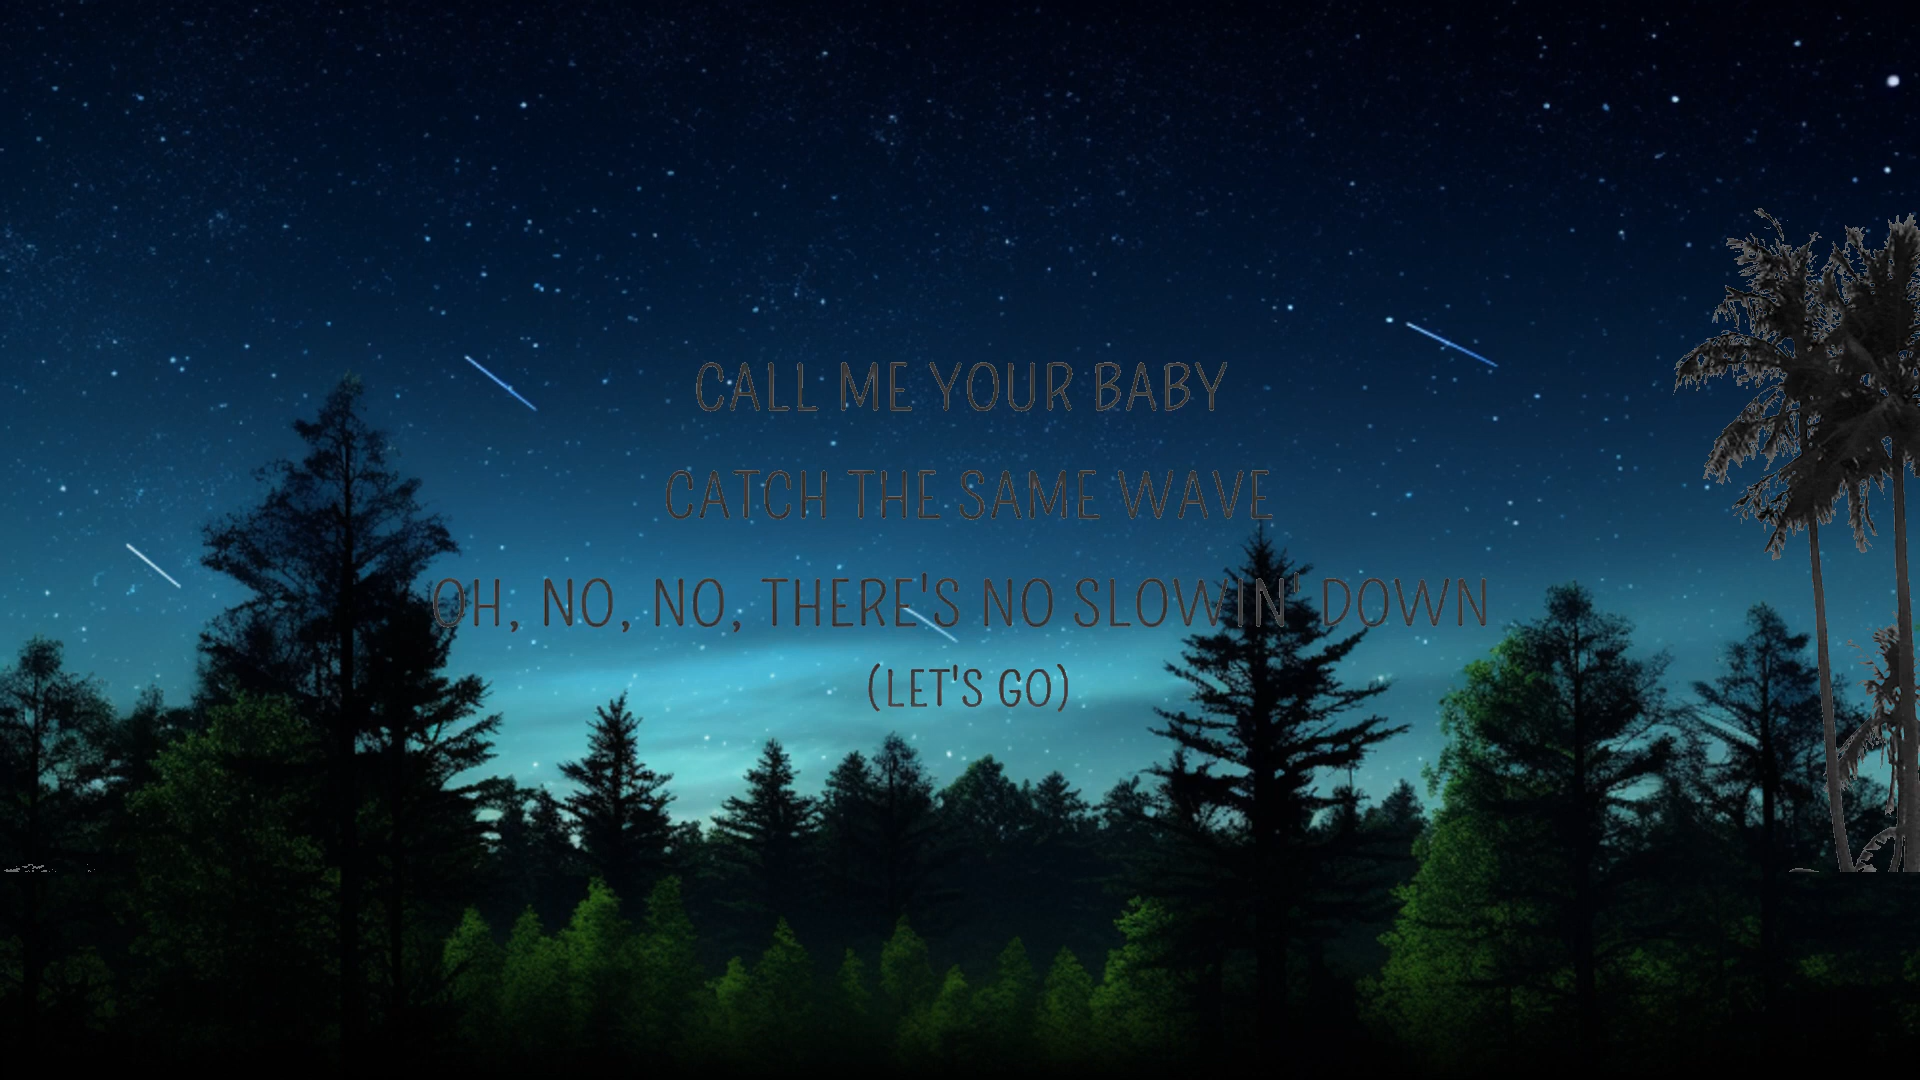 CALL ME YOUR BABY
CATCH THE SAME WAVE
OH, NO, NO, THERE'S NO SLOWIN' DOWN
(LET'S GO)